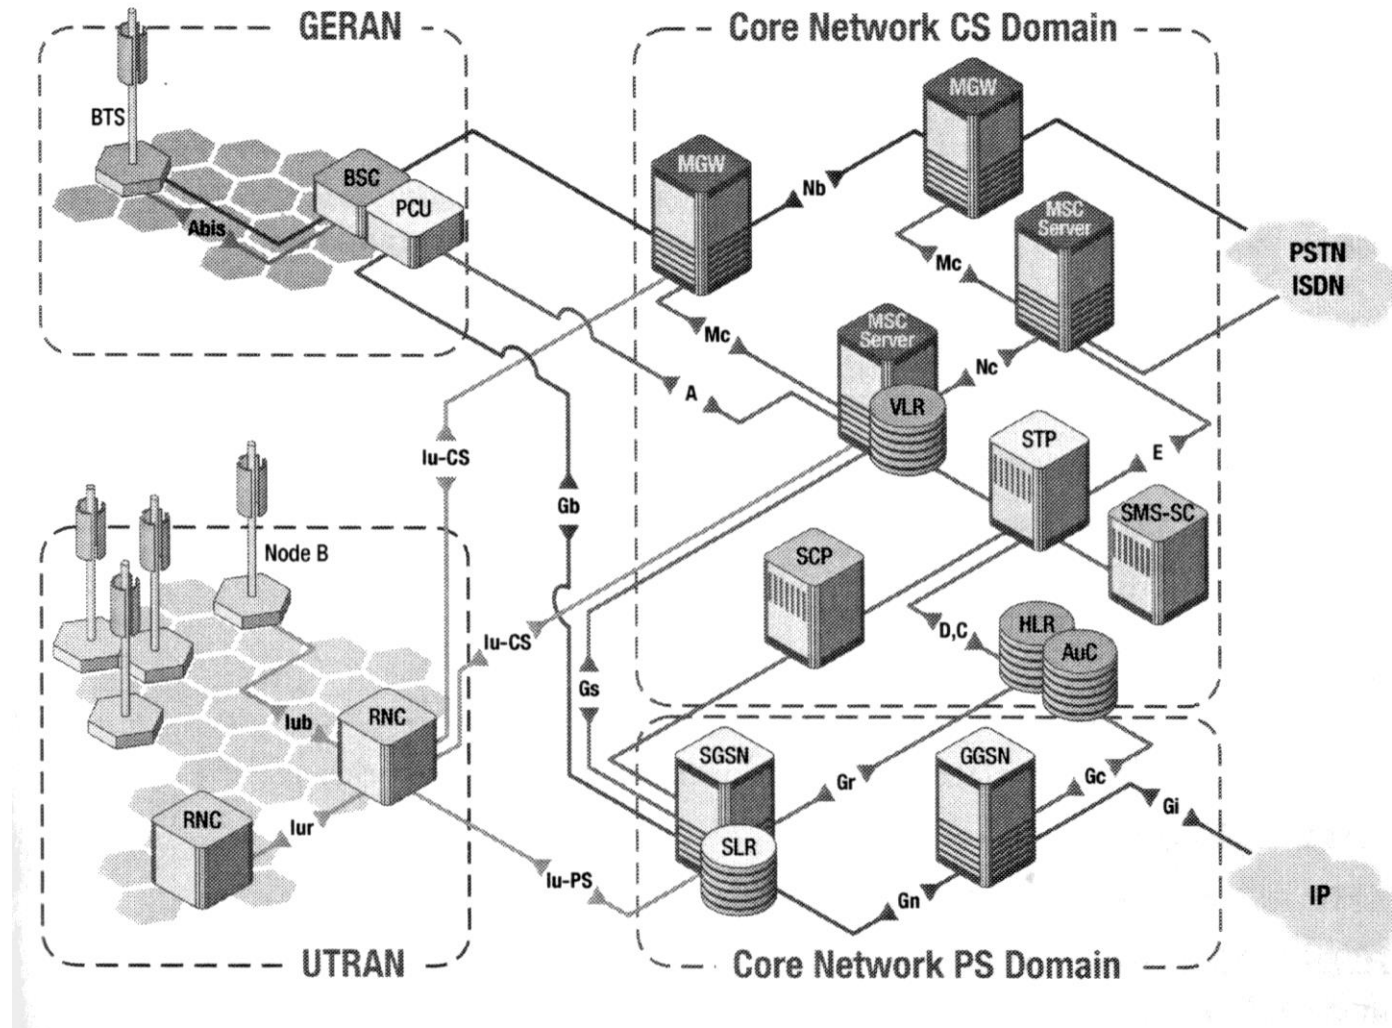 GERAN
Core Network CS Domain
BTS
BSC
PCU
Abis
MGW
MGW
Nb
MSC
Server
Mc
PSTN
ISDN
Mc
MSC
Server
Nc
A
VLR
STP
E
Iu-CS
Gb
SMS-SC
Node B
SCP
D,C
HLR
AuC
Iu-CS
Gs
Iub
RNC
SGSN
GGSN
Gr
Gc
Gi
RNC
Iur
SLR
Iu-PS
Gn
IP
UTRAN
Core Network PS Domain